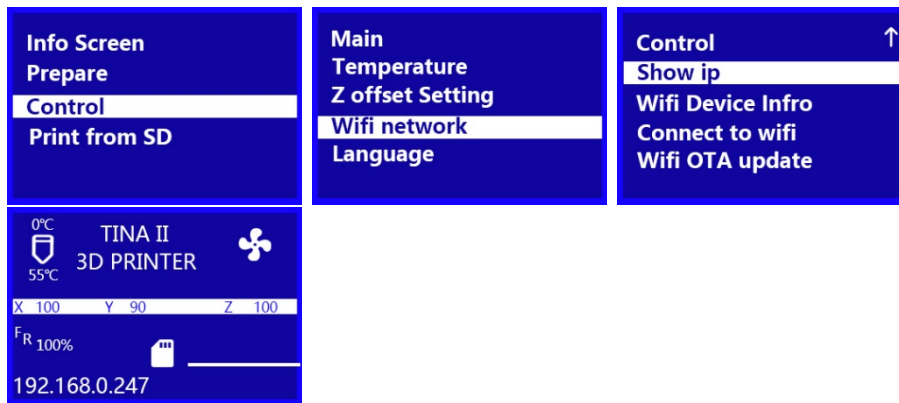 Info Screen
Prepare
Control
Print from SD
Main
Temperature
Z offset Setting
Wifi network
Language
Control ↑
Show ip
Wifi Device Infro
Connect to wifi
Wifi OTA update
0℃
TINA II
3D PRINTER
55℃
X 100 Y 90 Z 100
FR 100%
192.168.0.247